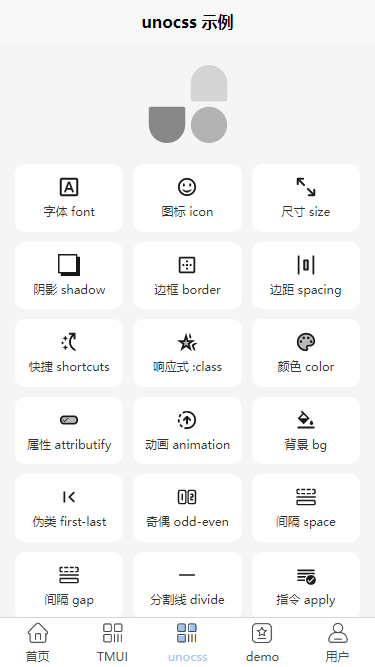 unocss 示例
字体 font
图标 icon
尺寸 size
阴影 shadow
边框 border
边距 spacing
快捷 shortcuts
响应式 :class
颜色 color
属性 attributify
动画 animation
背景 bg
伪类 first-last
奇偶 odd-even
间隔 space
间隔 gap
分割线 divide
指令 apply
首页
TMUI
unocss
demo
用户